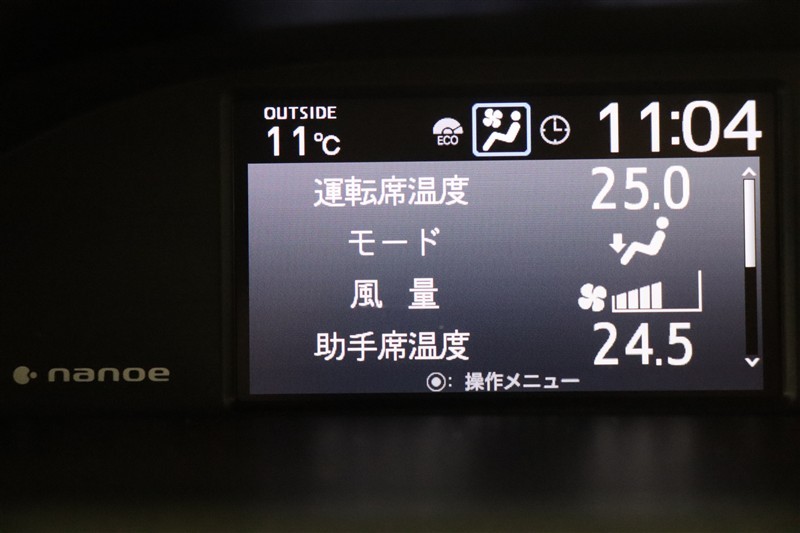 OUTSIDE
11℃
ECO
11:04
運転席温度 25.0
モード
風 量
助手席温度 24.5
nanoe
◉: 操作メニュー